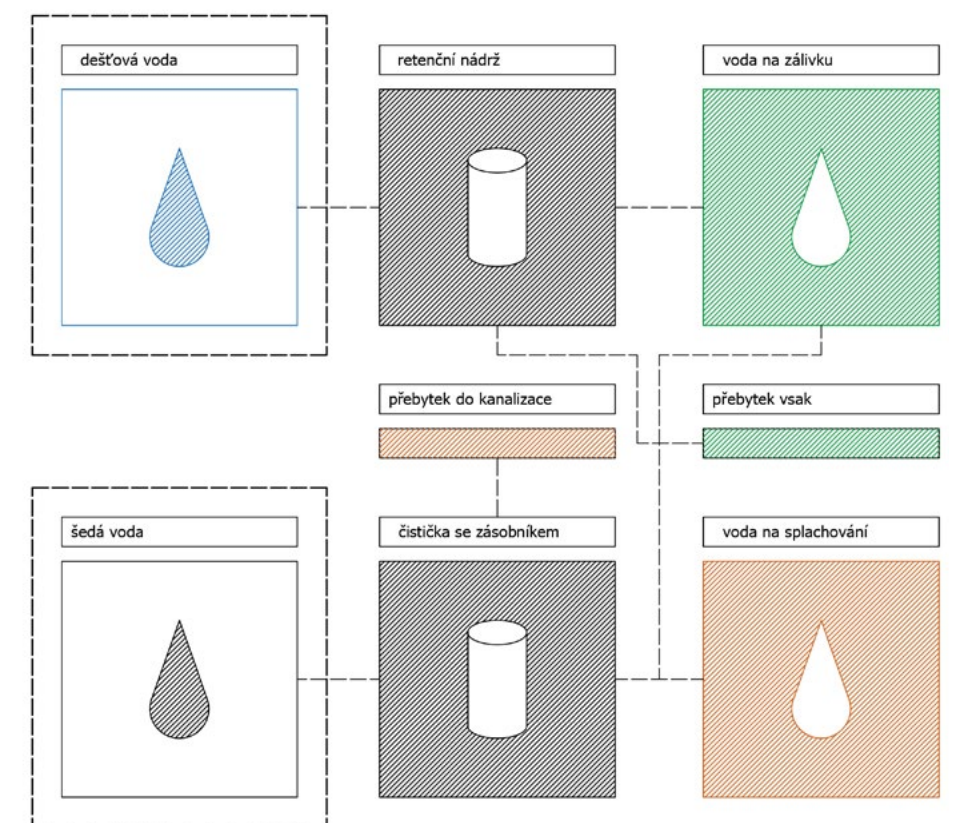 dešťová voda
retenční nádrž
voda na zálivku
přebytek do kanalizace
přebytek vsak
šedá voda
čistička se zásobníkem
voda na splachování